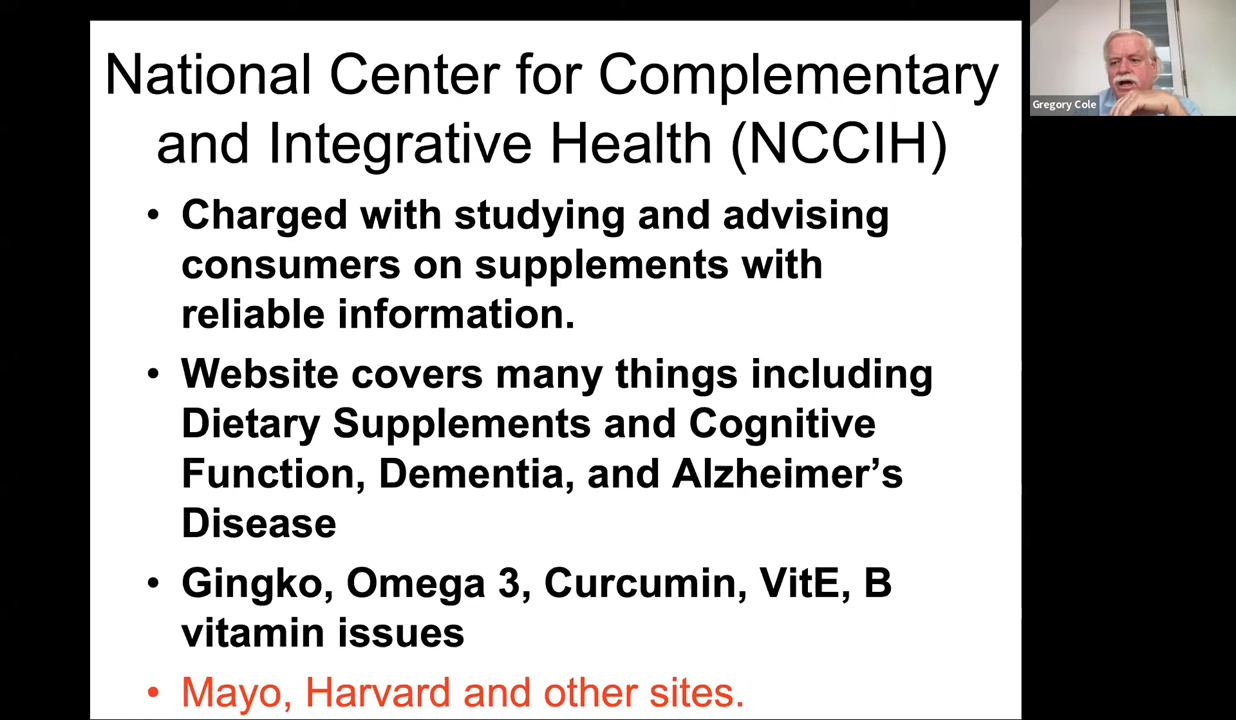 National Center for Complementary
and Integrative Health (NCCIH)
• Charged with studying and advising
consumers on supplements with
reliable information.
• Website covers many things including
Dietary Supplements and Cognitive
Function, Dementia, and Alzheimer’s
Disease
• Gingko, Omega 3, Curcumin, VitE, B
vitamin issues
• Mayo, Harvard and other sites.
Gregory Cole